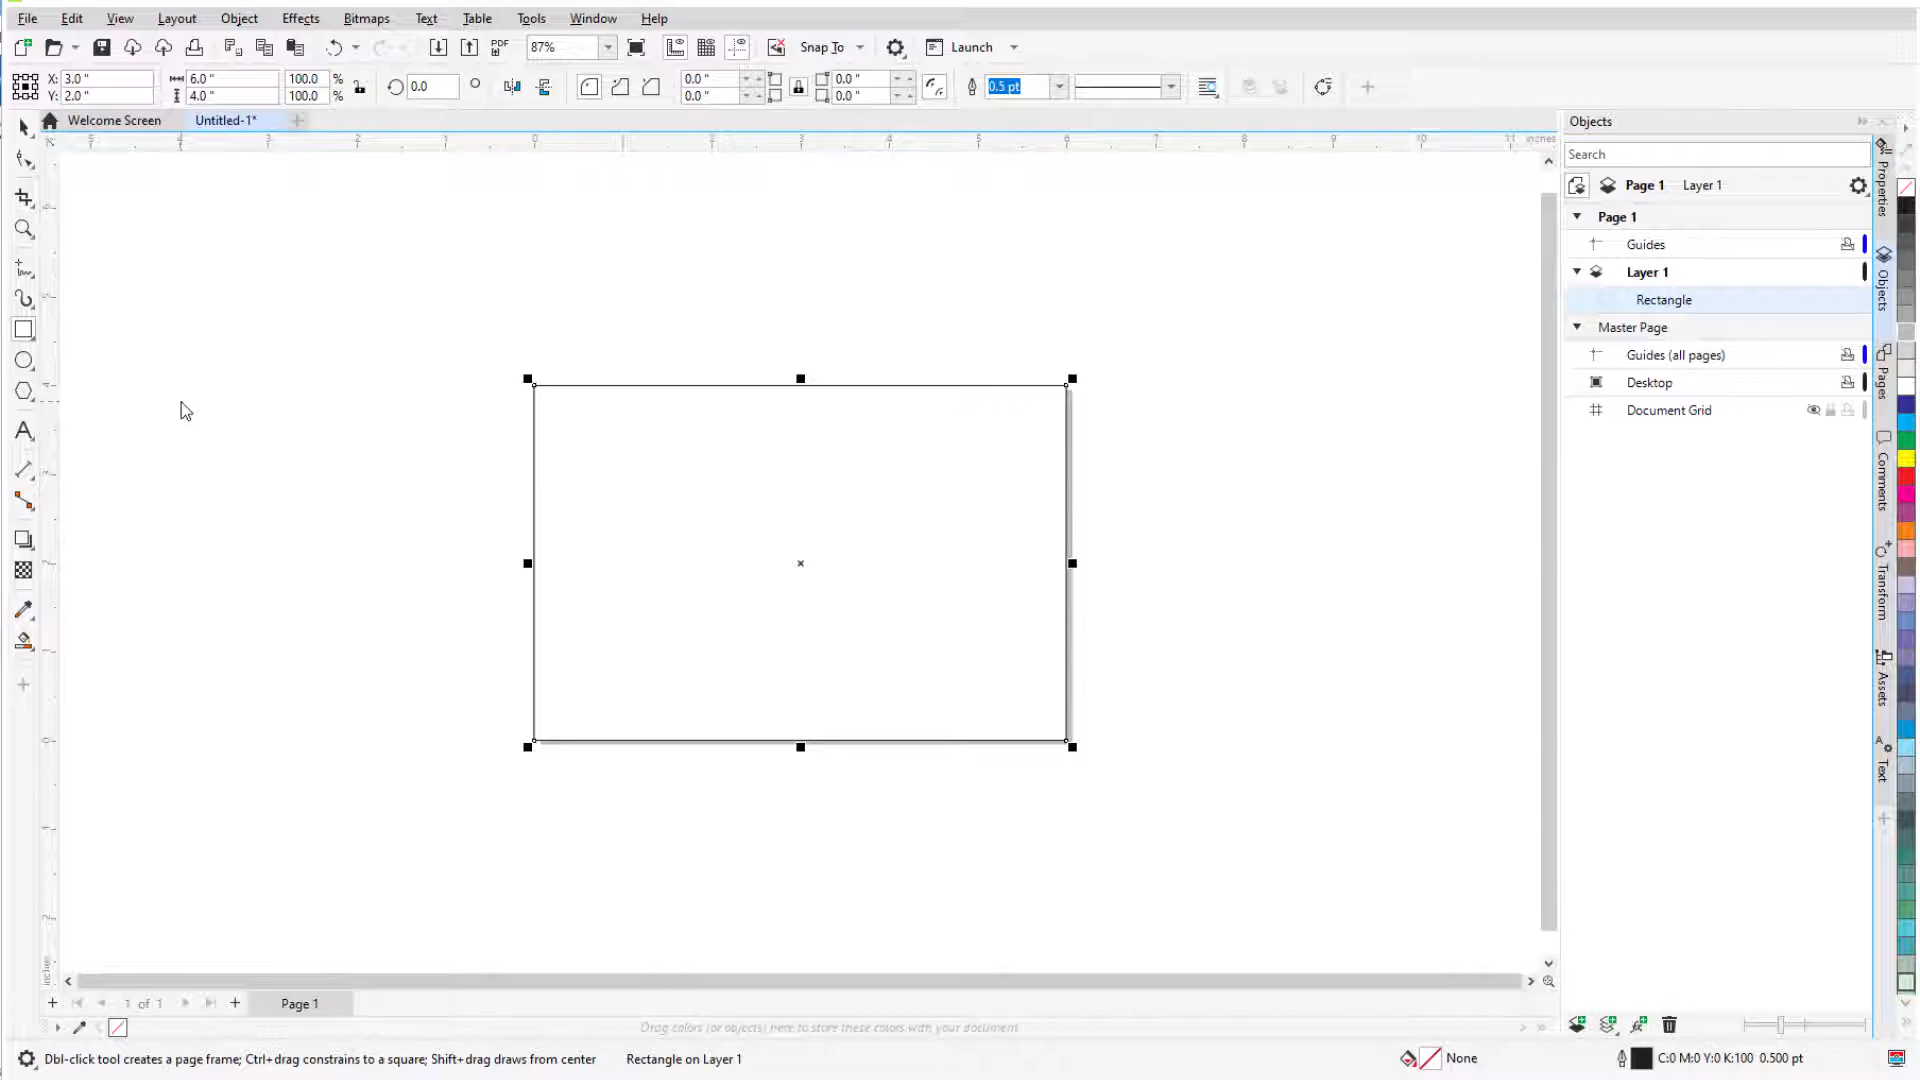 File Edit View Layout Object Effects Bitmaps Text Table Tools Window Help
PDF 87% Snap To Launch
X: 3.0 " 6.0 " 100.0 % 0.0 0.0 " 0.0 " 0.5 pt
Y: 2.0 " 4.0 " 100.0 % 0.0 " 0.0 "
Welcome Screen Untitled-1*
inches
Objects
Search
Page 1 Layer 1
Page 1
Guides
Layer 1
Rectangle
Master Page
Guides (all pages)
Desktop
Document Grid
Properties
Objects
Pages
Comments
Transform
Assets
Text
inches
1 of 1 Page 1
Drag colors (or objects) here to store these colors with your document
Dbl-click tool creates a page frame; Ctrl+drag constrains to a square; Shift+drag draws from center Rectangle on Layer 1 None C:0 M:0 Y:0 K:100 0.500 pt